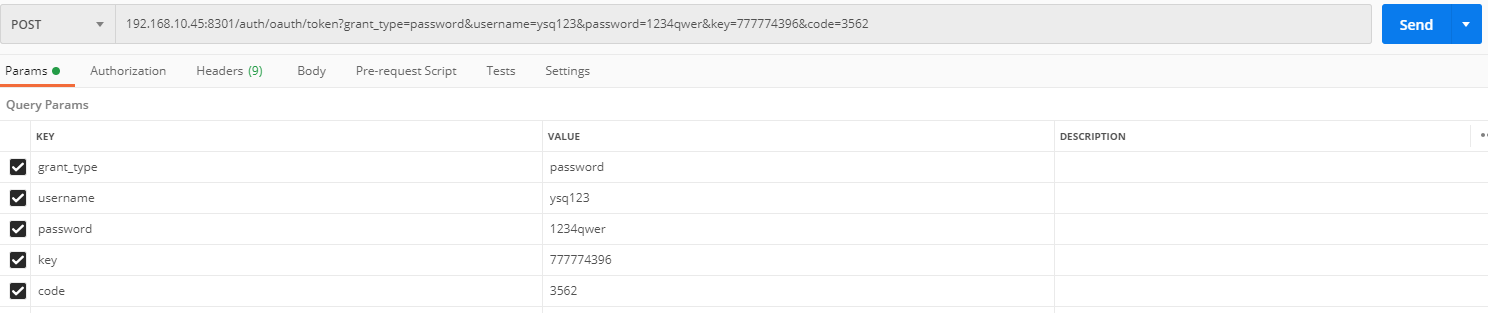 POST 192.168.10.45:8301/auth/oauth/token?grant_type=password&username=ysq123&password=1234qwer&key=777774396&code=3562 Send
Params Authorization Headers (9) Body Pre-request Script Tests Settings
Query Params
KEY VALUE DESCRIPTION
grant_type password
username ysq123
password 1234qwer
key 777774396
code 3562